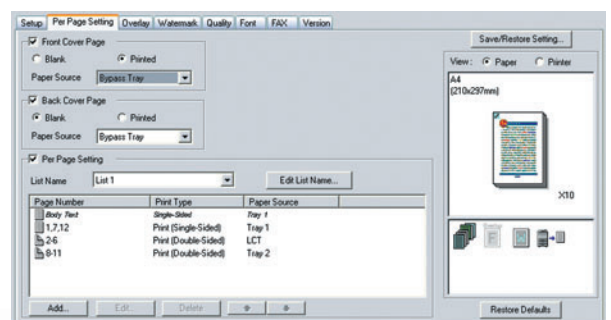 Setup Per Page Setting Overlay Watermark Quality Font FAX Version
Front Cover Page
Blank Printed
Paper Source Bypass Tray
Back Cover Page
Blank Printed
Paper Source Bypass Tray
Per Page Setting
List Name List 1 Edit List Name...
Page Number Print Type Paper Source
Body Text Single-Sided Tray 1
1,7,12 Print (Single-Sided) Tray 1
2-6 Print (Double-Sided) LCT
8-11 Print (Double-Sided) Tray 2
Add... Edit... Delete
Save/Restore Setting...
View: Paper Printer
A4
(210x297mm)
X10
Restore Defaults